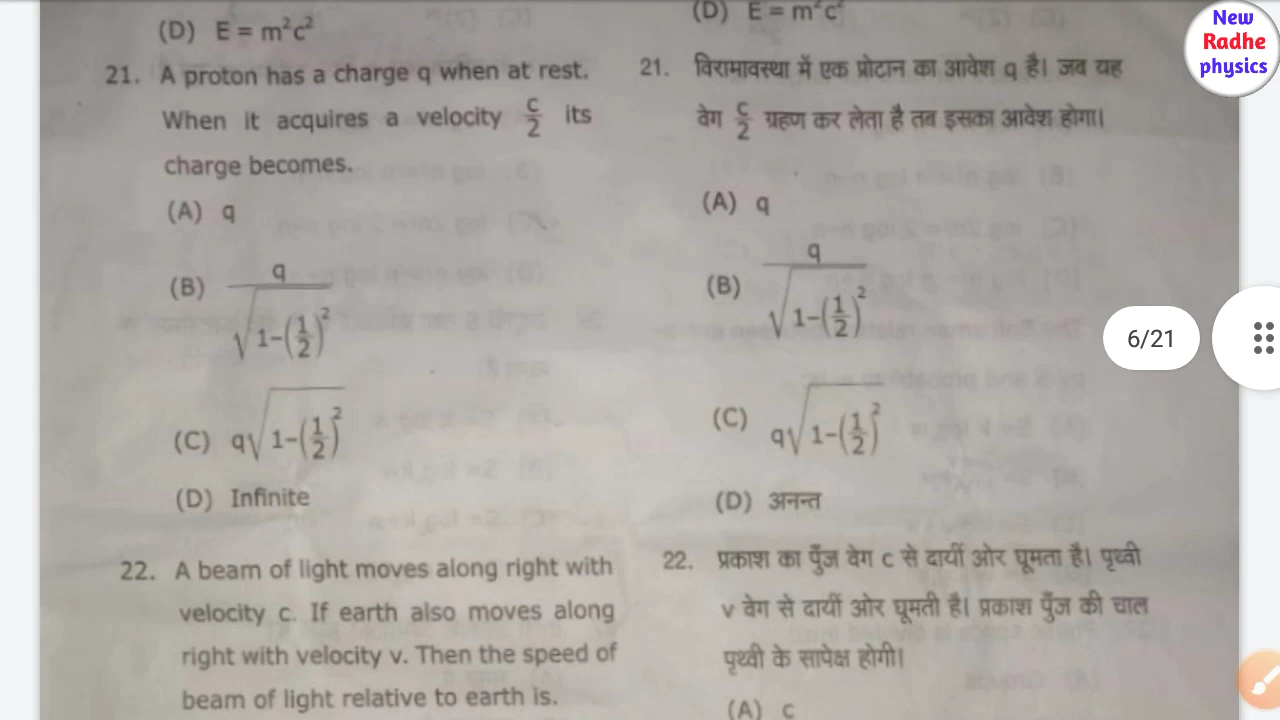 (D) E = m²c²
21. A proton has a charge q when at rest.
When it acquires a velocity c/2 its
charge becomes.
(A) q
(B) q/√(1-(1/2)²)
(C) q√(1-(1/2)²)
(D) Infinite
22. A beam of light moves along right with
velocity c. If earth also moves along
right with velocity v. Then the speed of
beam of light relative to earth is.
(D) E = m²c²
21. विरामावस्था में एक प्रोटान का आवेश q है। जब यह
वेग c/2 ग्रहण कर लेता है तब इसका आवेश होगा।
(A) q
(B) q/√(1-(1/2)²)
(C) q√(1-(1/2)²)
(D) अनन्त
22. प्रकाश का पुँज वेग c से दायीं ओर घूमता है। पृथ्वी
v वेग से दायीं ओर घूमती है। प्रकाश पुँज की चाल
पृथ्वी के सापेक्ष होगी।
(A) c
New
Radhe
physics
6/21